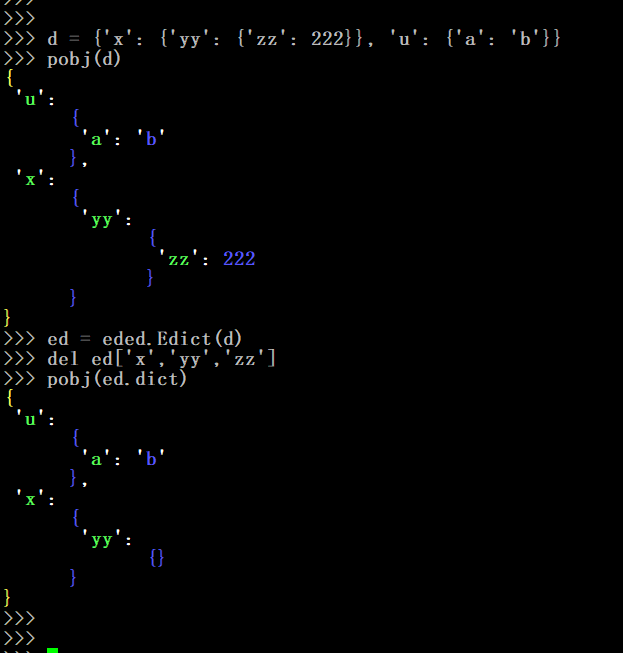 >>>
>>>
>>> d = {'x': {'yy': {'zz': 222}}, 'u': {'a': 'b'}}
>>> pobj(d)
{
 'u':
      {
       'a': 'b'
      },
 'x':
      {
       'yy':
             {
              'zz': 222
             }
      }
}
>>> ed = eded.Edict(d)
>>> del ed['x','yy','zz']
>>> pobj(ed.dict)
{
 'u':
      {
       'a': 'b'
      },
 'x':
      {
       'yy':
             {}
      }
}
>>>
>>>
>>>